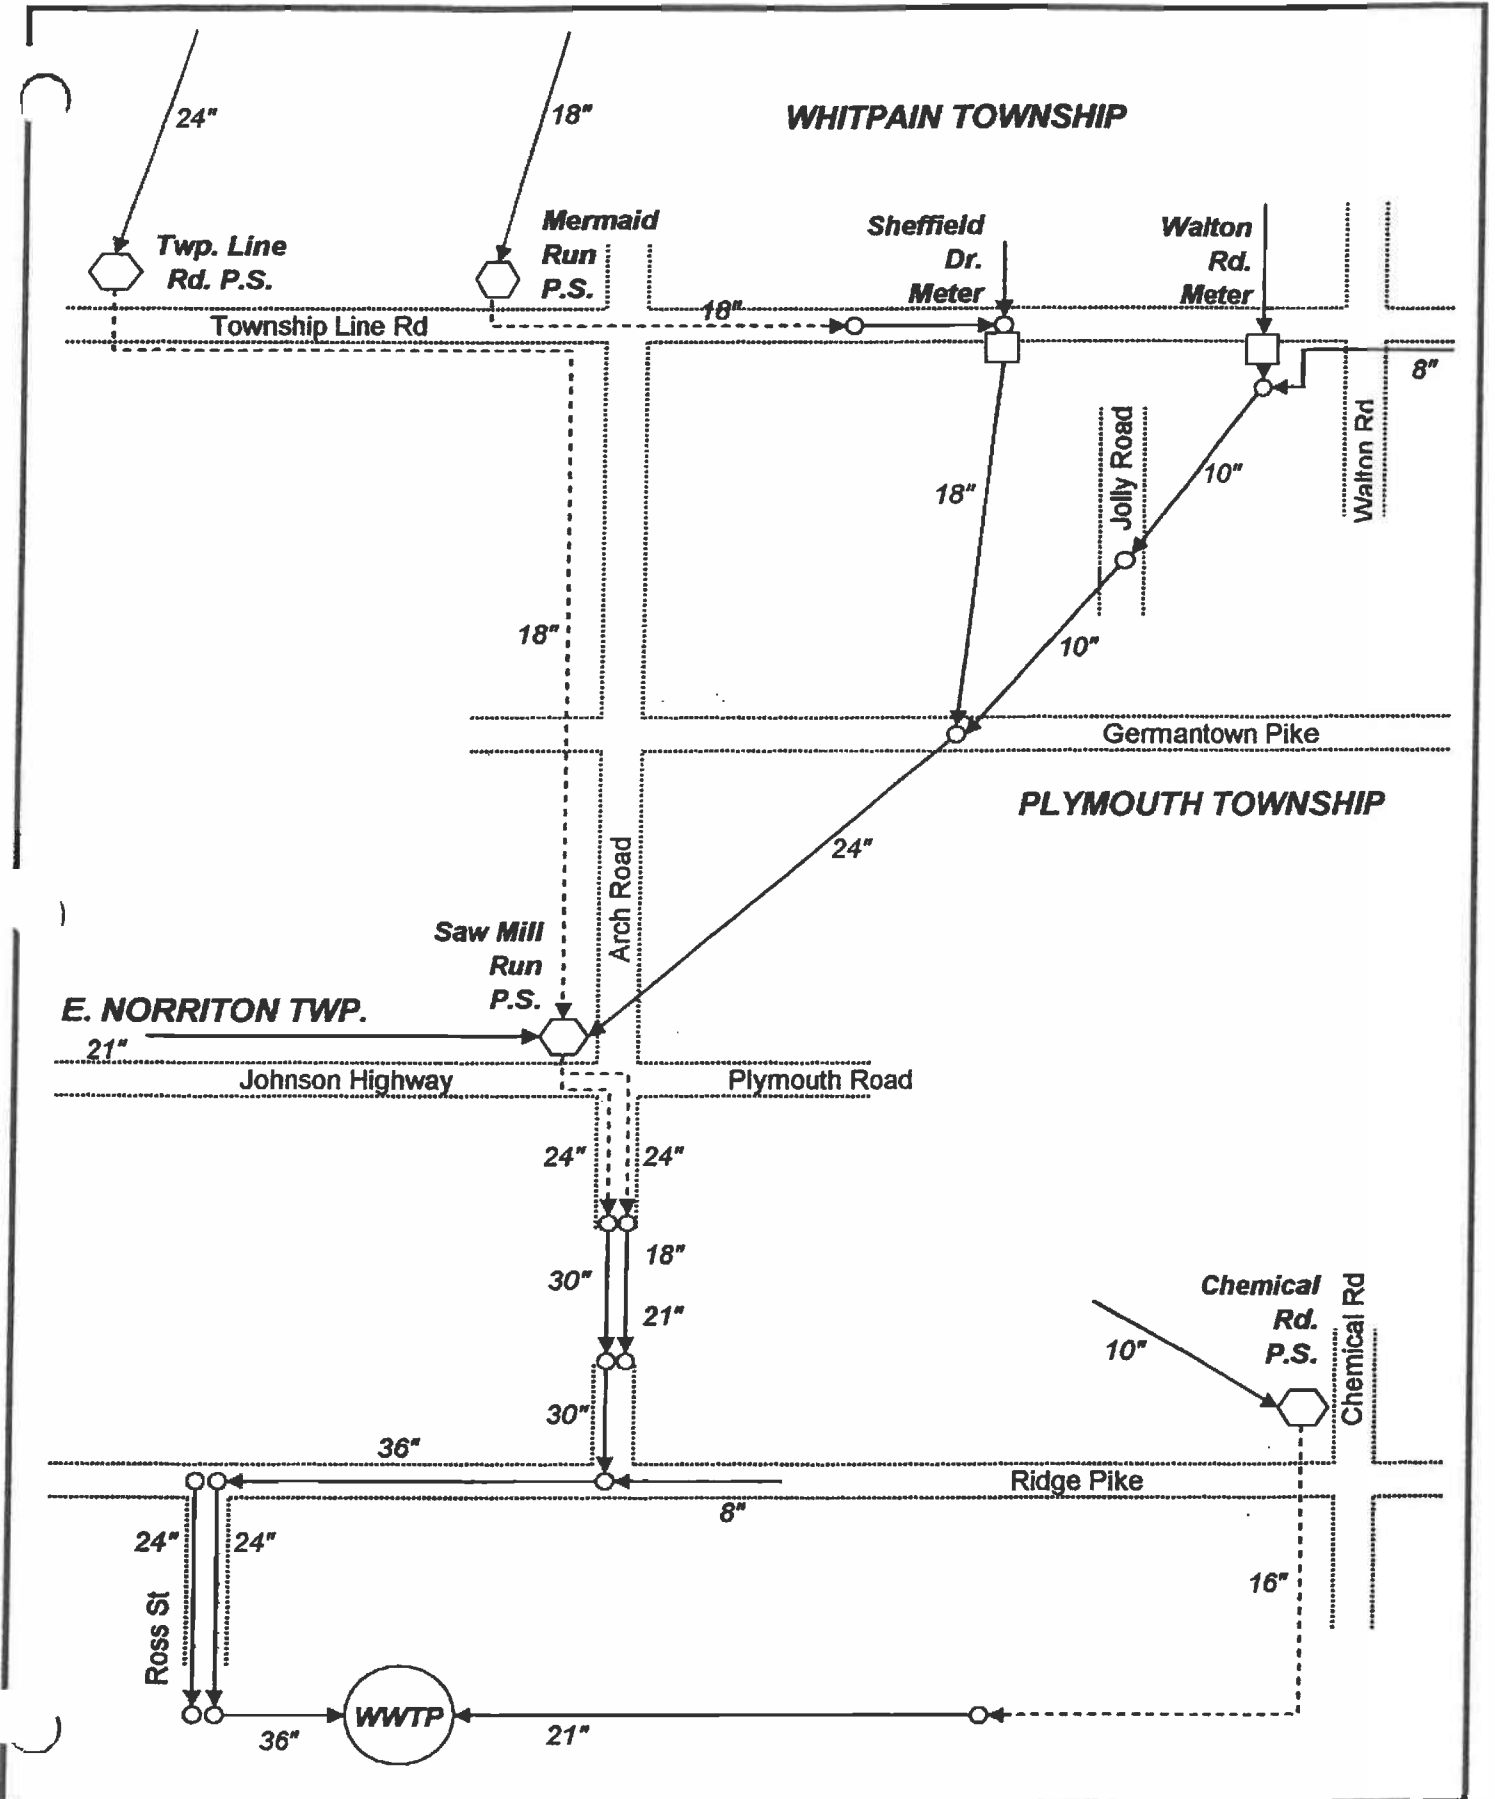 24"
18"
WHITPAIN TOWNSHIP
Twp. Line
Rd. P.S.
Mermaid
Run
P.S.
Sheffield
Dr.
Meter
Walton
Rd.
Meter
Township Line Rd
18"
8"
Walton Rd
Jolly Road
10"
18"
18"
10"
Germantown Pike
PLYMOUTH TOWNSHIP
24"
Arch Road
Saw Mill
Run
P.S.
E. NORRITON TWP.
21"
Johnson Highway
Plymouth Road
24"
24"
18"
30"
21"
Chemical
Rd.
P.S.
Chemical Rd
10"
30"
36"
Ridge Pike
8"
24"
24"
16"
Ross St
WWTP
36"
21"